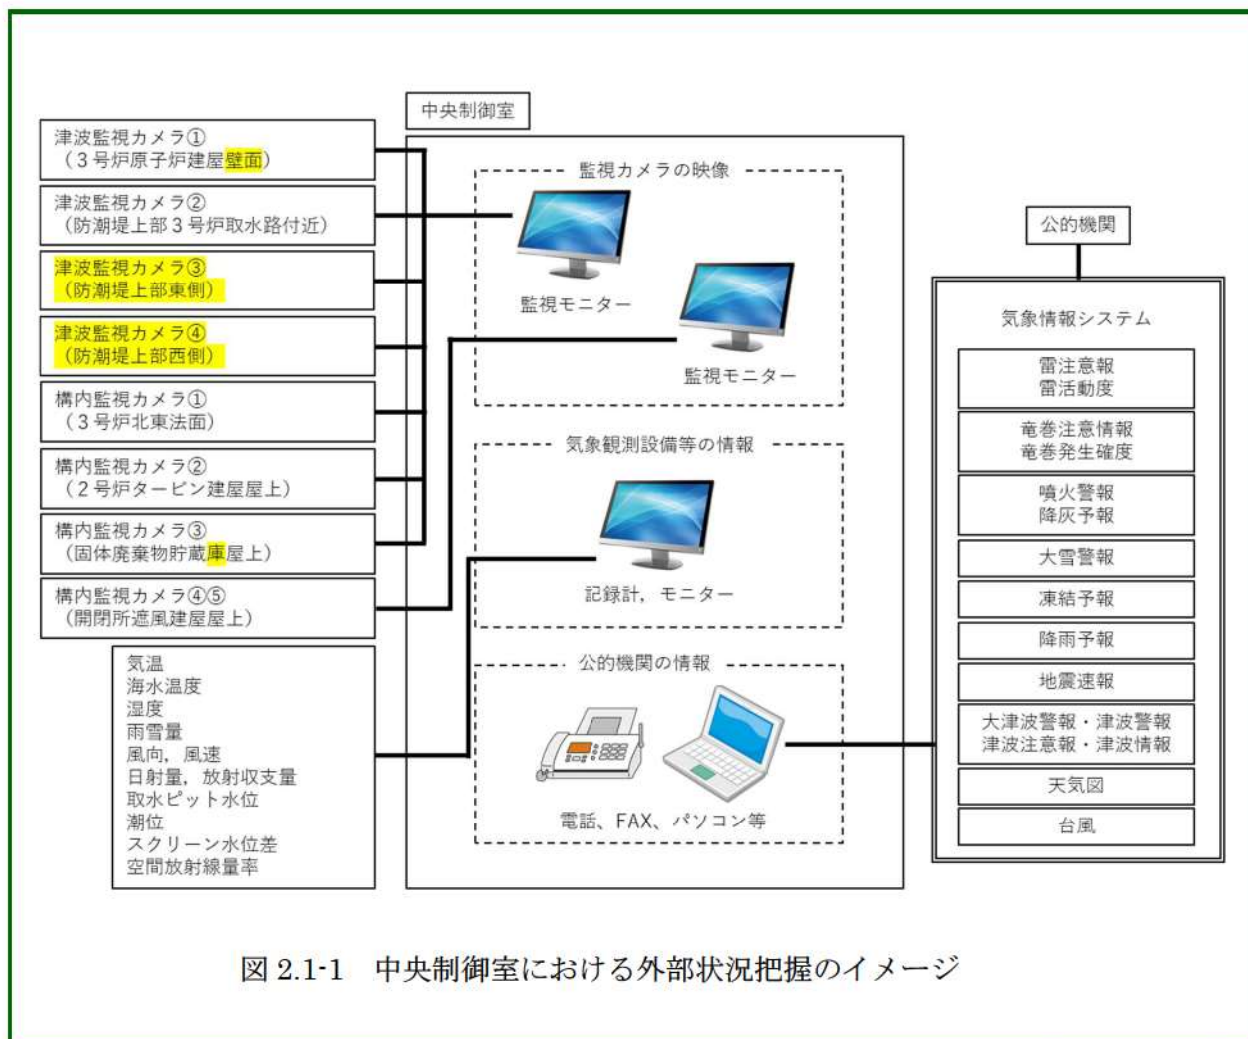 中央制御室
津波監視カメラ①
(３号炉原子炉建屋壁面)
津波監視カメラ②
(防潮堤上部３号炉取水路付近)
津波監視カメラ③
(防潮堤上部東側)
津波監視カメラ④
(防潮堤上部西側)
構内監視カメラ①
(３号炉北東法面)
構内監視カメラ②
(２号炉タービン建屋屋上)
構内監視カメラ③
(固体廃棄物貯蔵庫屋上)
構内監視カメラ④⑤
(開閉所遮風建屋屋上)
気温
海水温度
湿度
雨雪量
風向，風速
日射量，放射収支量
取水ピット水位
潮位
スクリーン水位差
空間放射線量率
監視カメラの映像
監視モニター
監視モニター
気象観測設備等の情報
記録計，モニター
公的機関の情報
電話、FAX、パソコン等
公的機関
気象情報システム
雷注意報
雷活動度
竜巻注意情報
竜巻発生確度
噴火警報
降灰予報
大雪警報
凍結予報
降雨予報
地震速報
大津波警報・津波警報
津波注意報・津波情報
天気図
台風
図 2.1-1　中央制御室における外部状況把握のイメージ